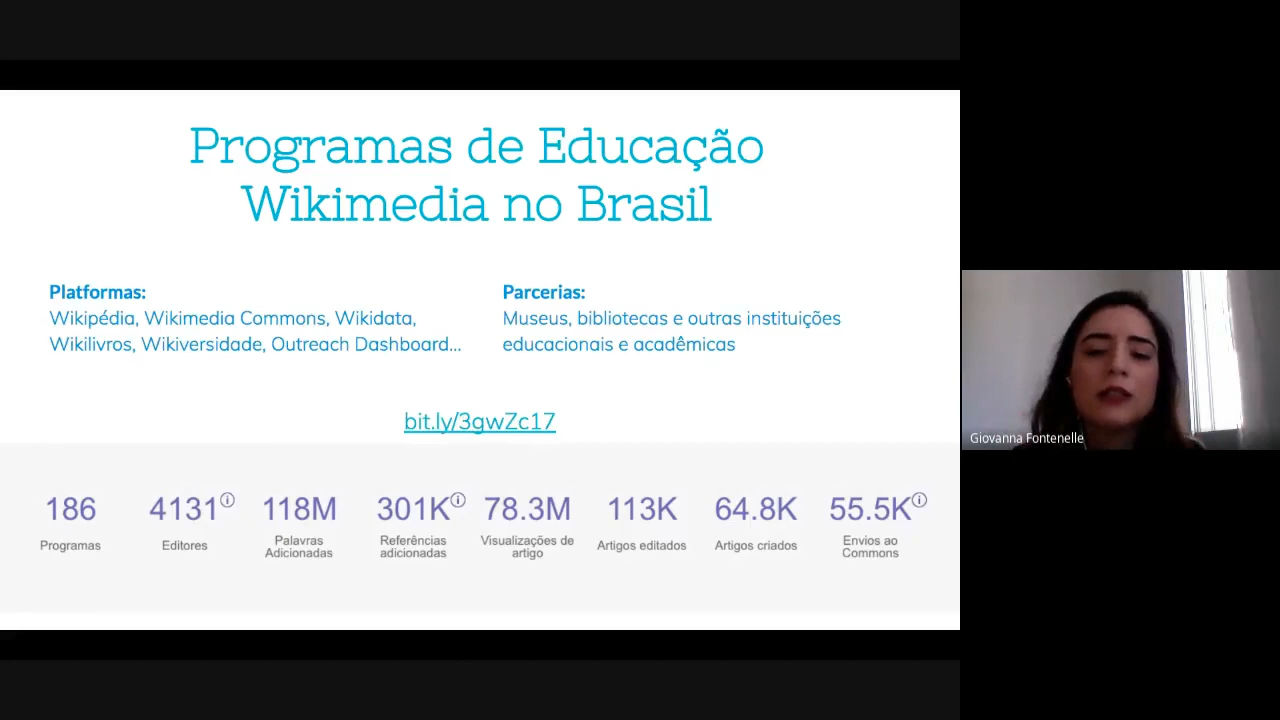 Programas de Educação
Wikimedia no Brasil
Platformas:
Wikipédia, Wikimedia Commons, Wikidata,
Wikilivros, Wikiversidade, Outreach Dashboard...
Parcerias:
Museus, bibliotecas e outras instituições
educacionais e acadêmicas
bit.ly/3gwZc17
186
Programas
4131
Editores
118M
Palavras
Adicionadas
301K
Referências
adicionadas
78.3M
Visualizações de
artigo
113K
Artigos editados
64.8K
Artigos criados
55.5K
Envios ao
Commons
Giovanna Fontenelle